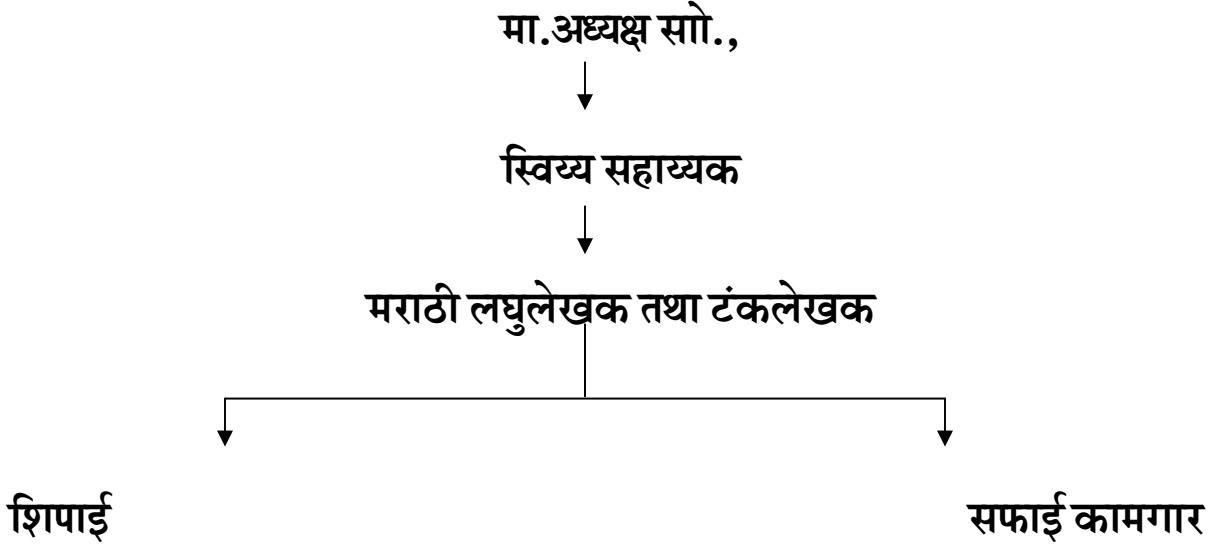 मा.अध्यक्ष साो.,
स्विय्य सहाय्यक
मराठी लघुलेखक तथा टंकलेखक
शिपाई
सफाई कामगार